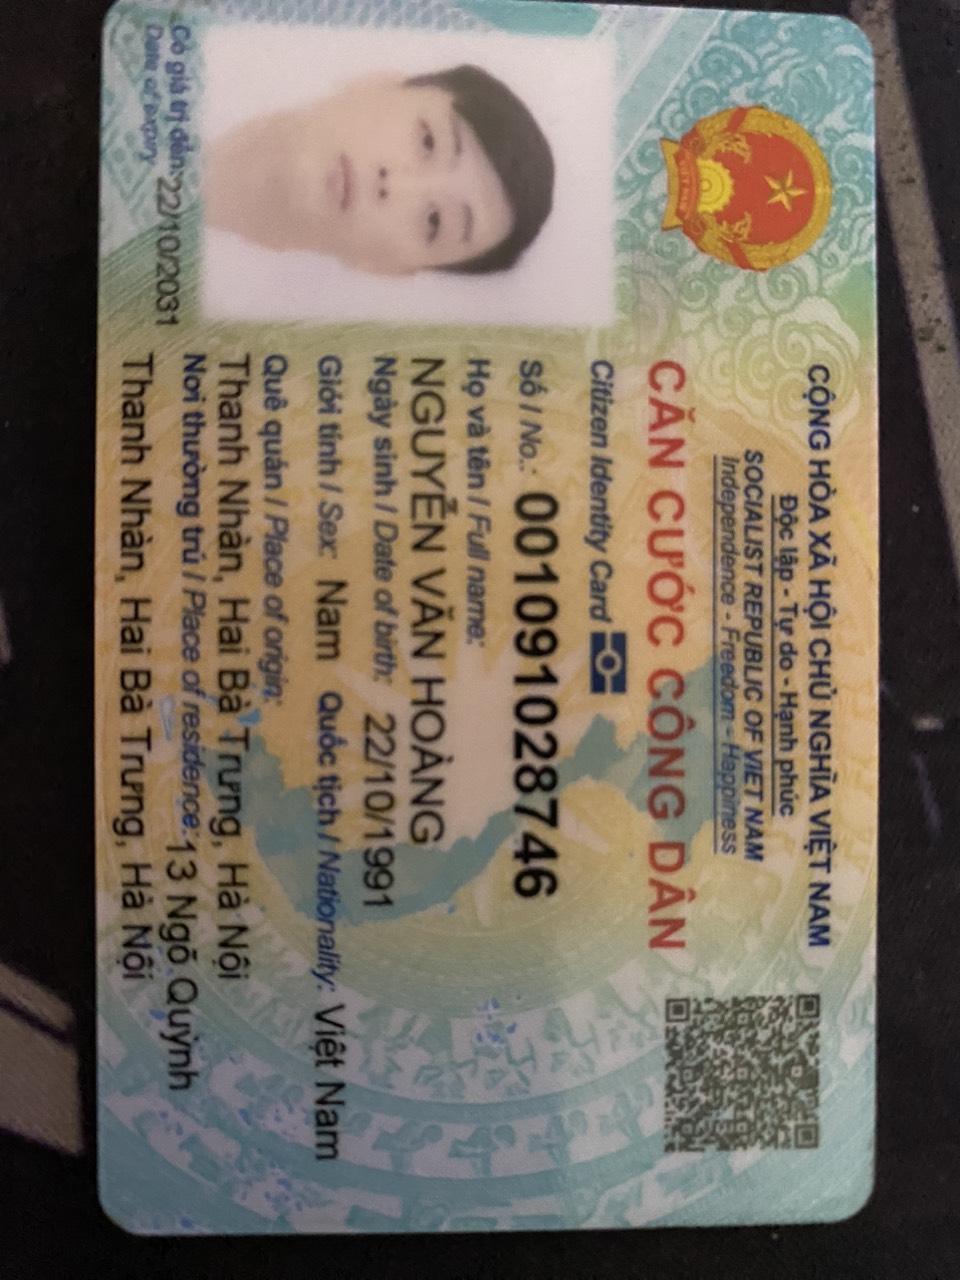 CỘNG HÒA XÃ HỘI CHỦ NGHĨA VIỆT NAM
Độc lập - Tự do - Hạnh phúc
SOCIALIST REPUBLIC OF VIET NAM
Independence - Freedom - Happiness
CĂN CƯỚC CÔNG DÂN
Citizen Identity Card
Số / No.: 001091028746
Họ và tên / Full name:
NGUYỄN VĂN HOÀNG
Ngày sinh / Date of birth: 22/10/1991
Giới tính / Sex: Nam Quốc tịch / Nationality: Việt Nam
Quê quán / Place of origin:
Thanh Nhàn, Hai Bà Trưng, Hà Nội
Nơi thường trú / Place of residence: 13 Ngõ Quỳnh
Thanh Nhàn, Hai Bà Trưng, Hà Nội
Có giá trị đến: 22/10/2031
Date of expiry
VIỆT NAM